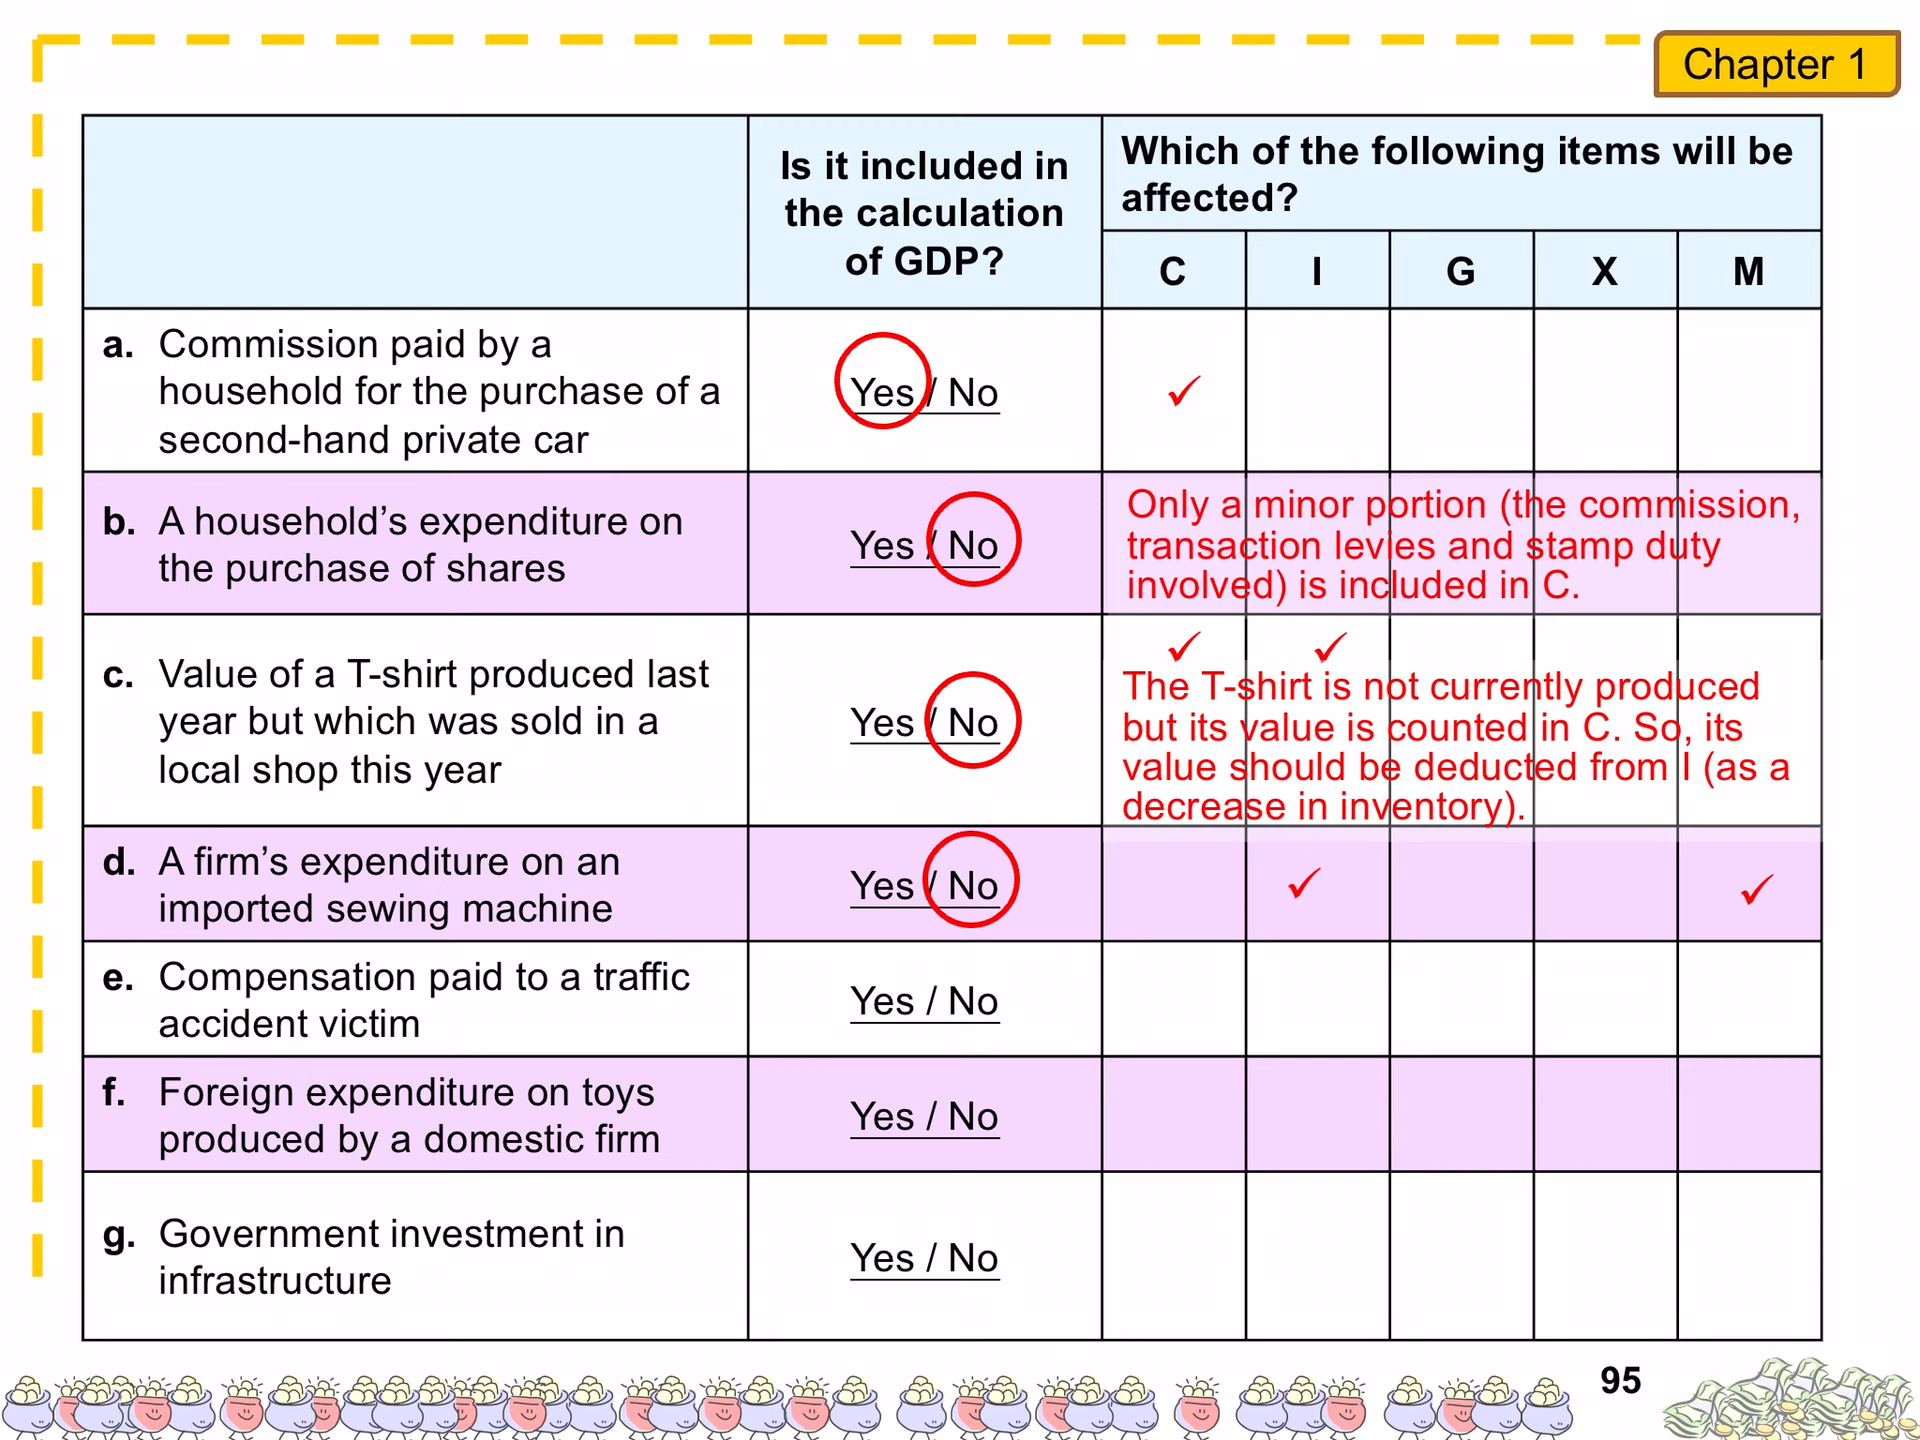 Chapter 1
Is it included in
the calculation
of GDP?
Which of the following items will be
affected?
C I G X M
a. Commission paid by a
household for the purchase of a
second-hand private car
Yes / No
✓
b. A household’s expenditure on
the purchase of shares
Yes / No
Only a minor portion (the commission,
transaction levies and stamp duty
involved) is included in C.
c. Value of a T-shirt produced last
year but which was sold in a
local shop this year
Yes / No
✓ ✓
The T-shirt is not currently produced
but its value is counted in C. So, its
value should be deducted from I (as a
decrease in inventory).
d. A firm’s expenditure on an
imported sewing machine
Yes / No
✓ ✓
e. Compensation paid to a traffic
accident victim
Yes / No
f. Foreign expenditure on toys
produced by a domestic firm
Yes / No
g. Government investment in
infrastructure
Yes / No
95